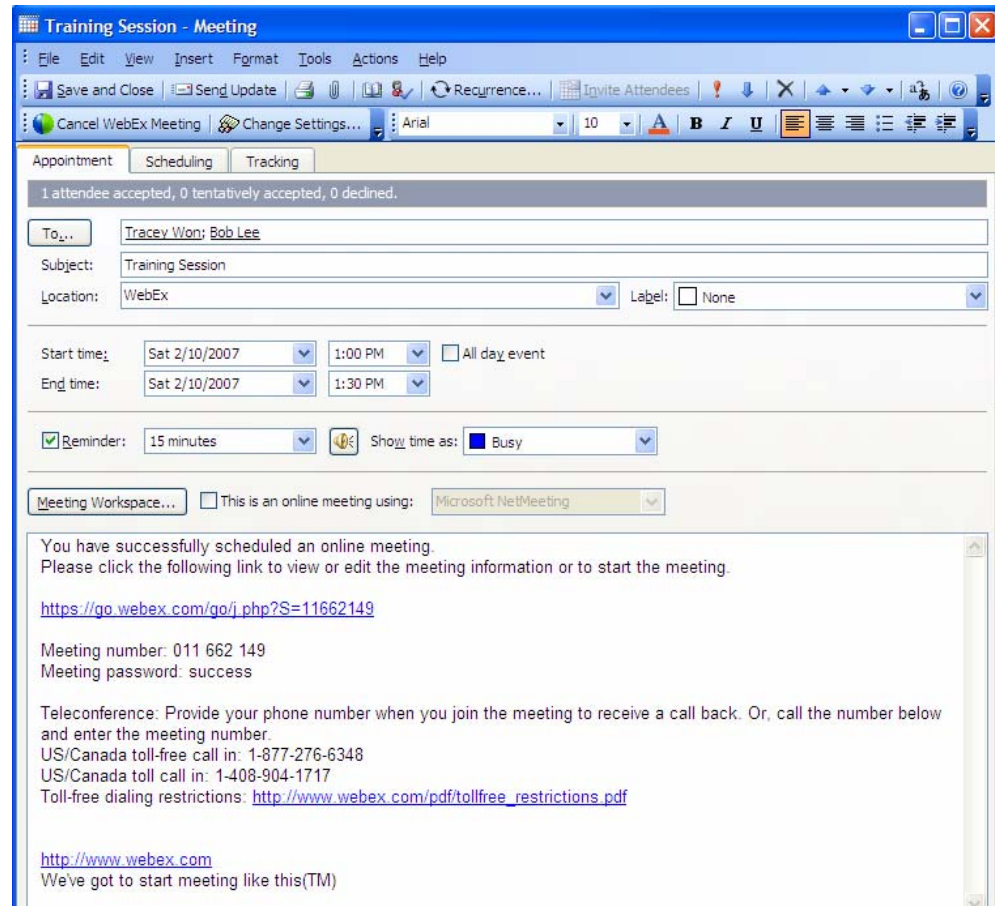 Training Session - Meeting
File Edit View Insert Format Tools Actions Help
Save and Close Send Update Recurrence... Invite Attendees
Cancel WebEx Meeting Change Settings... Arial 10 A B I U
Appointment Scheduling Tracking
1 attendee accepted, 0 tentatively accepted, 0 declined.
To... Tracey Won; Bob Lee
Subject: Training Session
Location: WebEx Label: None
Start time: Sat 2/10/2007 1:00 PM All day event
End time: Sat 2/10/2007 1:30 PM
Reminder: 15 minutes Show time as: Busy
Meeting Workspace... This is an online meeting using: Microsoft NetMeeting
You have successfully scheduled an online meeting.
Please click the following link to view or edit the meeting information or to start the meeting.
https://go.webex.com/go/j.php?S=11662149
Meeting number: 011 662 149
Meeting password: success
Teleconference: Provide your phone number when you join the meeting to receive a call back. Or, call the number below
and enter the meeting number.
US/Canada toll-free call in: 1-877-276-6348
US/Canada toll call in: 1-408-904-1717
Toll-free dialing restrictions: http://www.webex.com/pdf/tollfree_restrictions.pdf
http://www.webex.com
We've got to start meeting like this(TM)